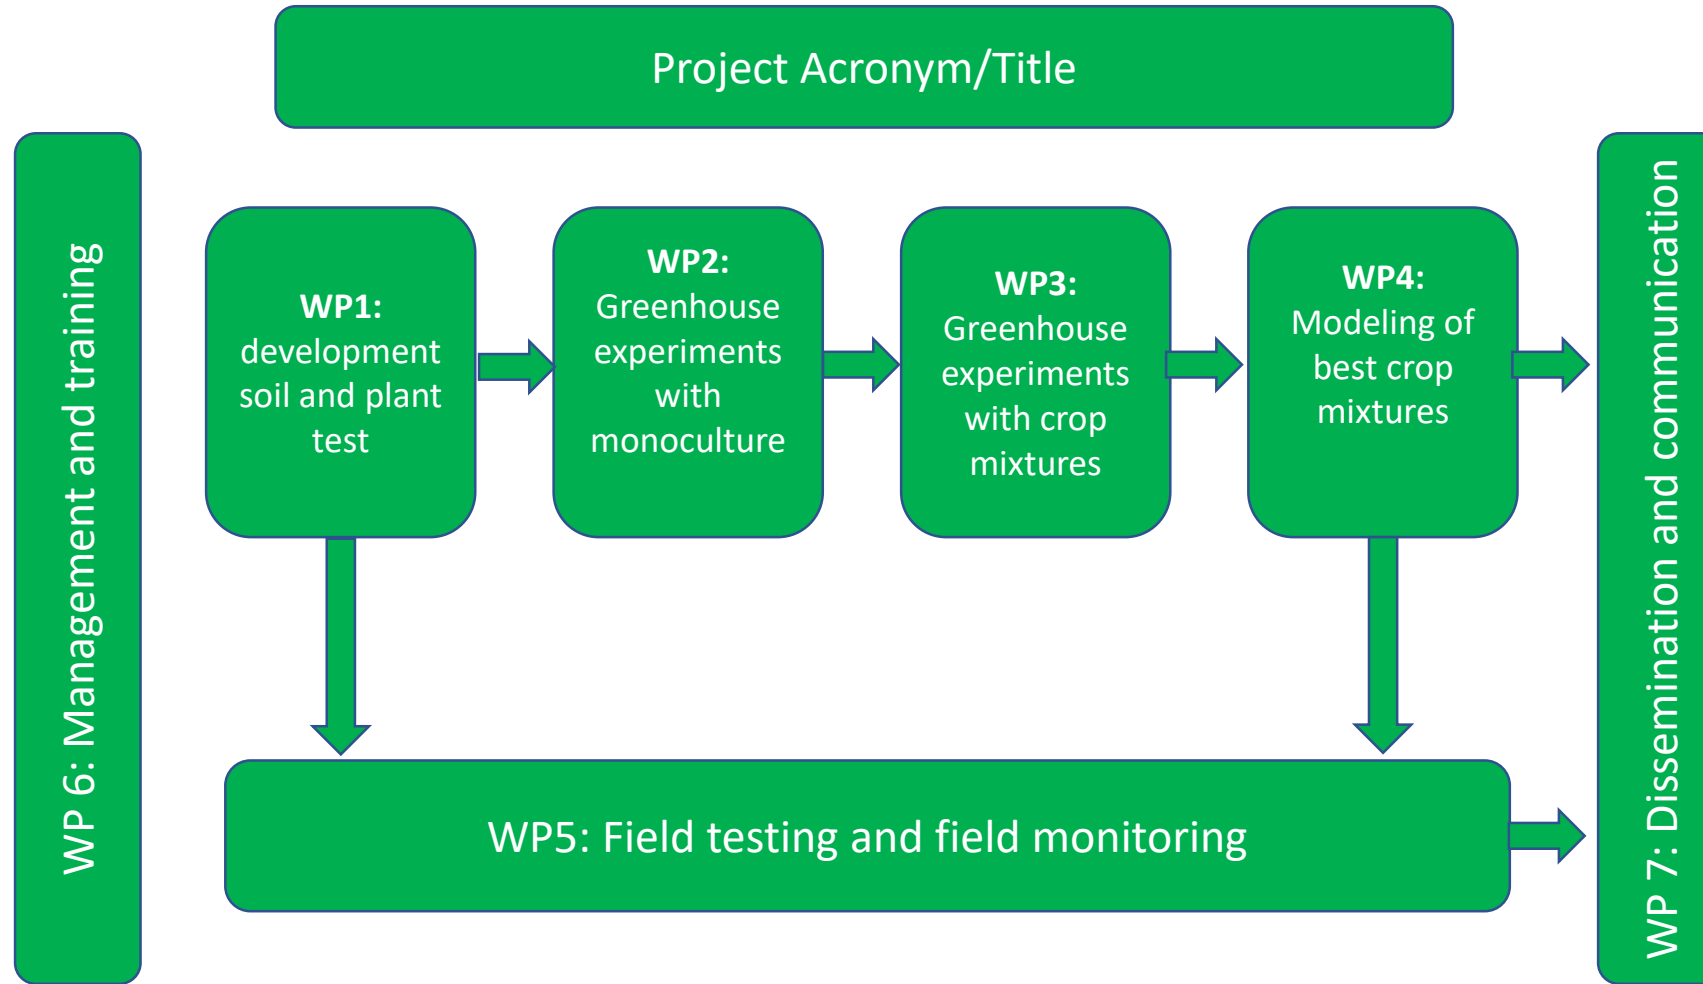 Project Acronym/Title
WP 6: Management and training
WP1:
development
soil and plant
test
WP2:
Greenhouse
experiments
with
monoculture
WP3:
Greenhouse
experiments
with crop
mixtures
WP4:
Modeling of
best crop
mixtures
WP 7: Dissemination and communication
WP5: Field testing and field monitoring